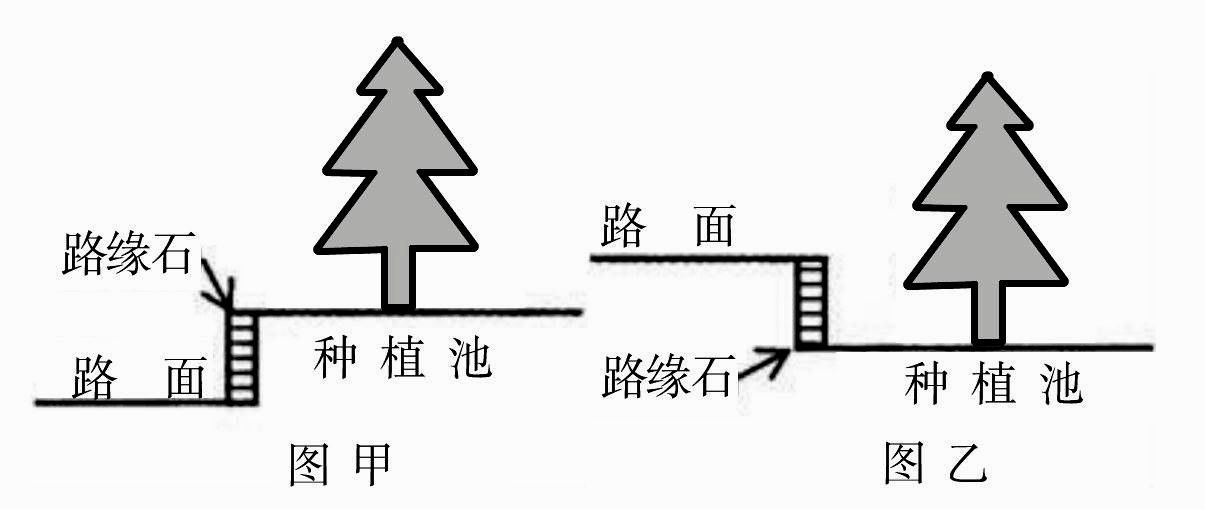 路缘石
路 面
种 植 池
图 甲
路 面
路缘石
种 植 池
图 乙